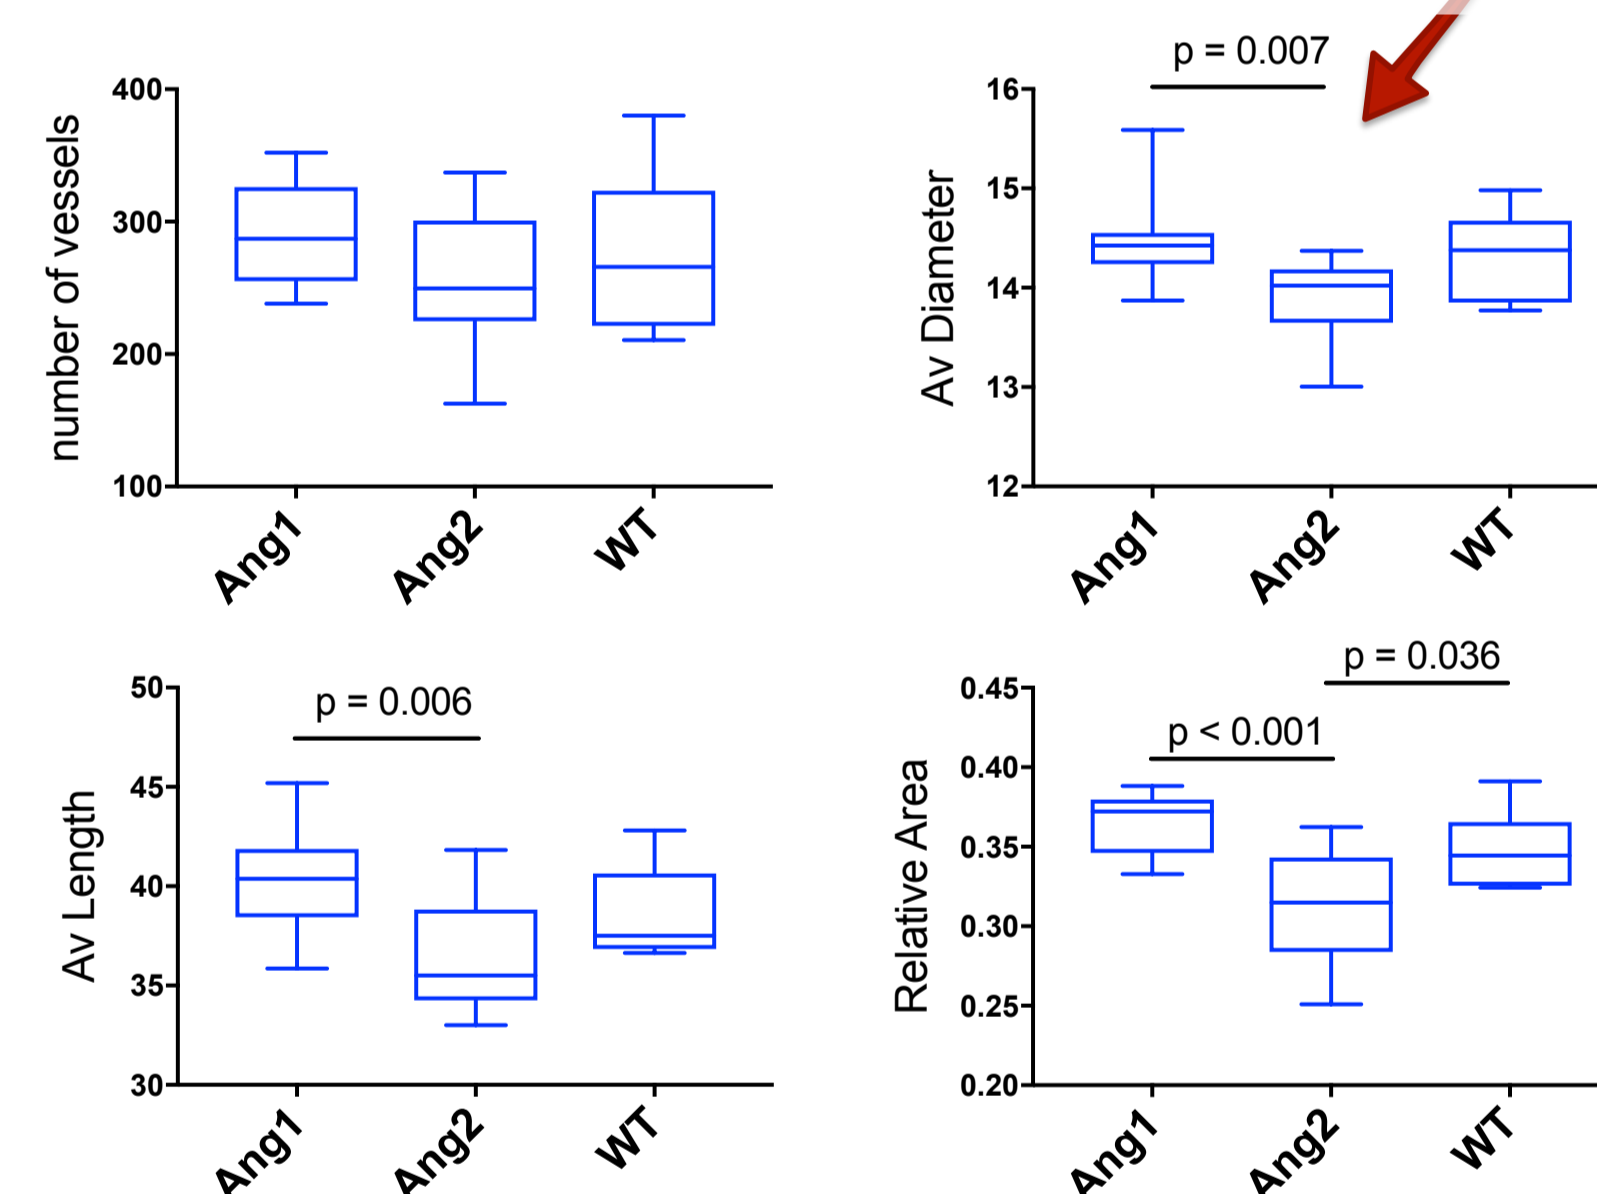 number of vessels
400
300
200
100
Ang1
Ang2
WT
p = 0.007
Av Diameter
16
15
14
13
12
Ang1
Ang2
WT
p = 0.006
Av Length
50
45
40
35
30
Ang1
Ang2
WT
p = 0.036
p < 0.001
Relative Area
0.45
0.40
0.35
0.30
0.25
0.20
Ang1
Ang2
WT